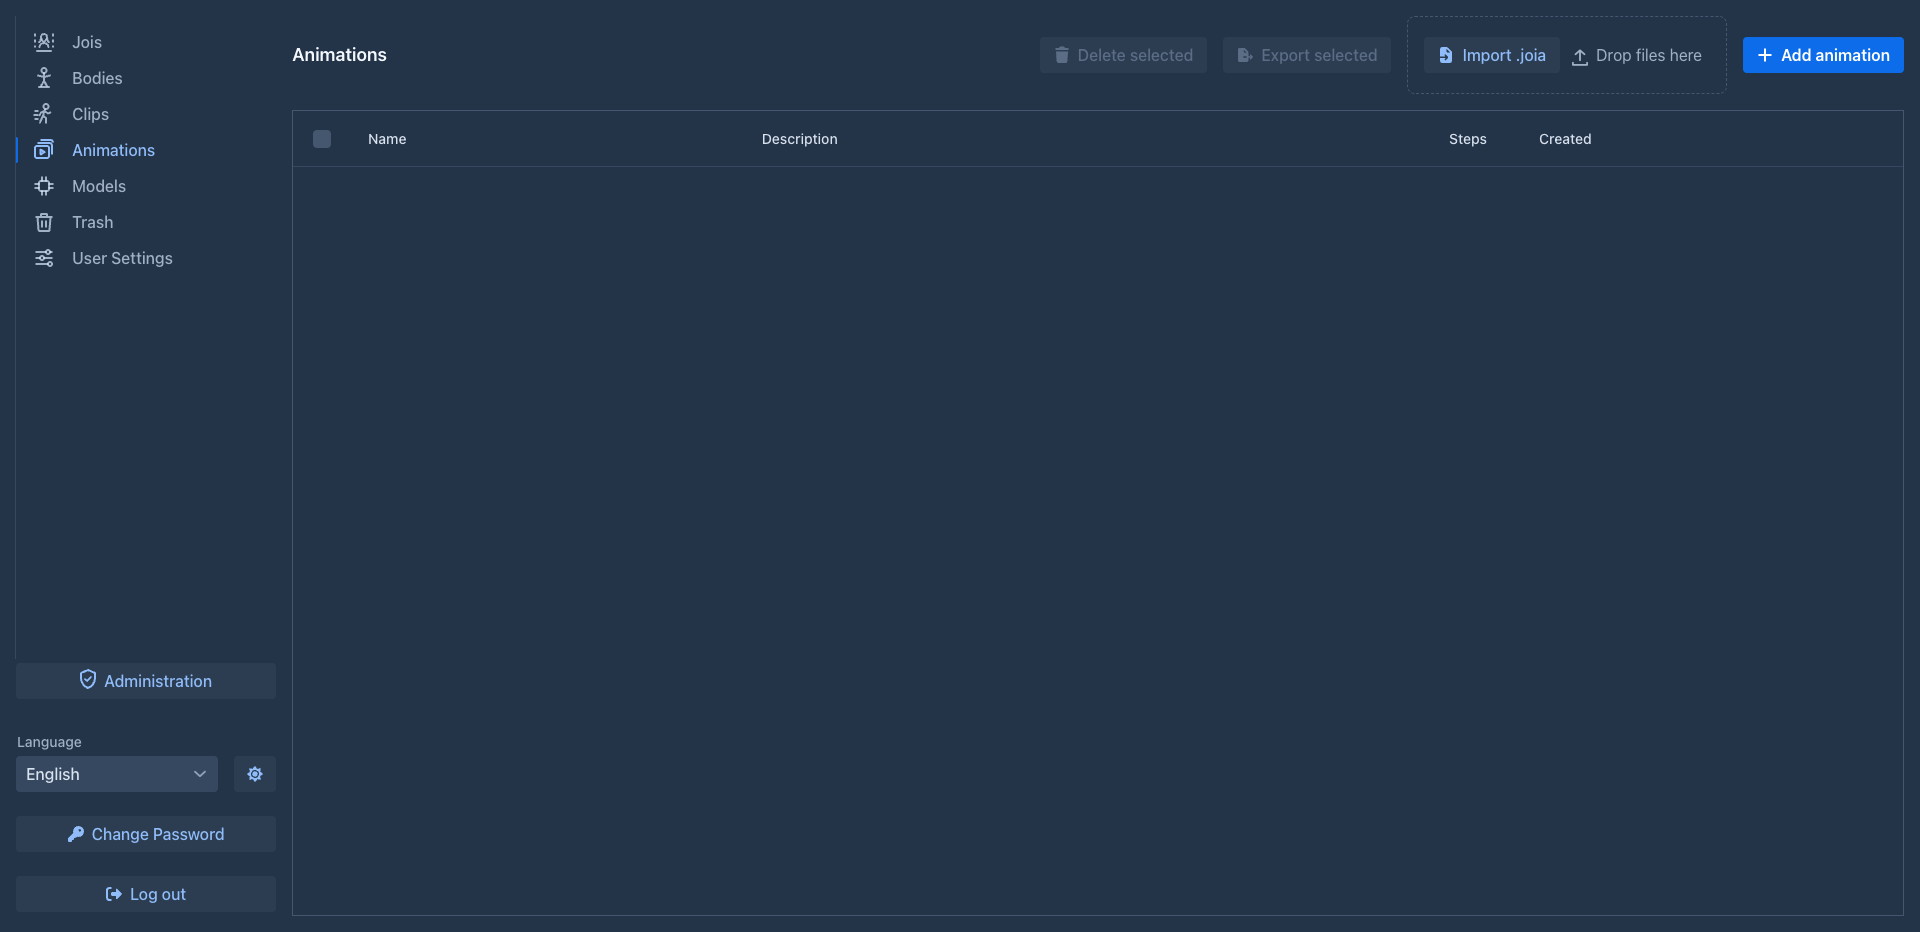 Jois
Bodies
Clips
Animations
Models
Trash
User Settings
Administration
Language
English
Change Password
Log out
Animations
Delete selected
Export selected
Import .joia
Drop files here
Add animation
Name
Description
Steps
Created